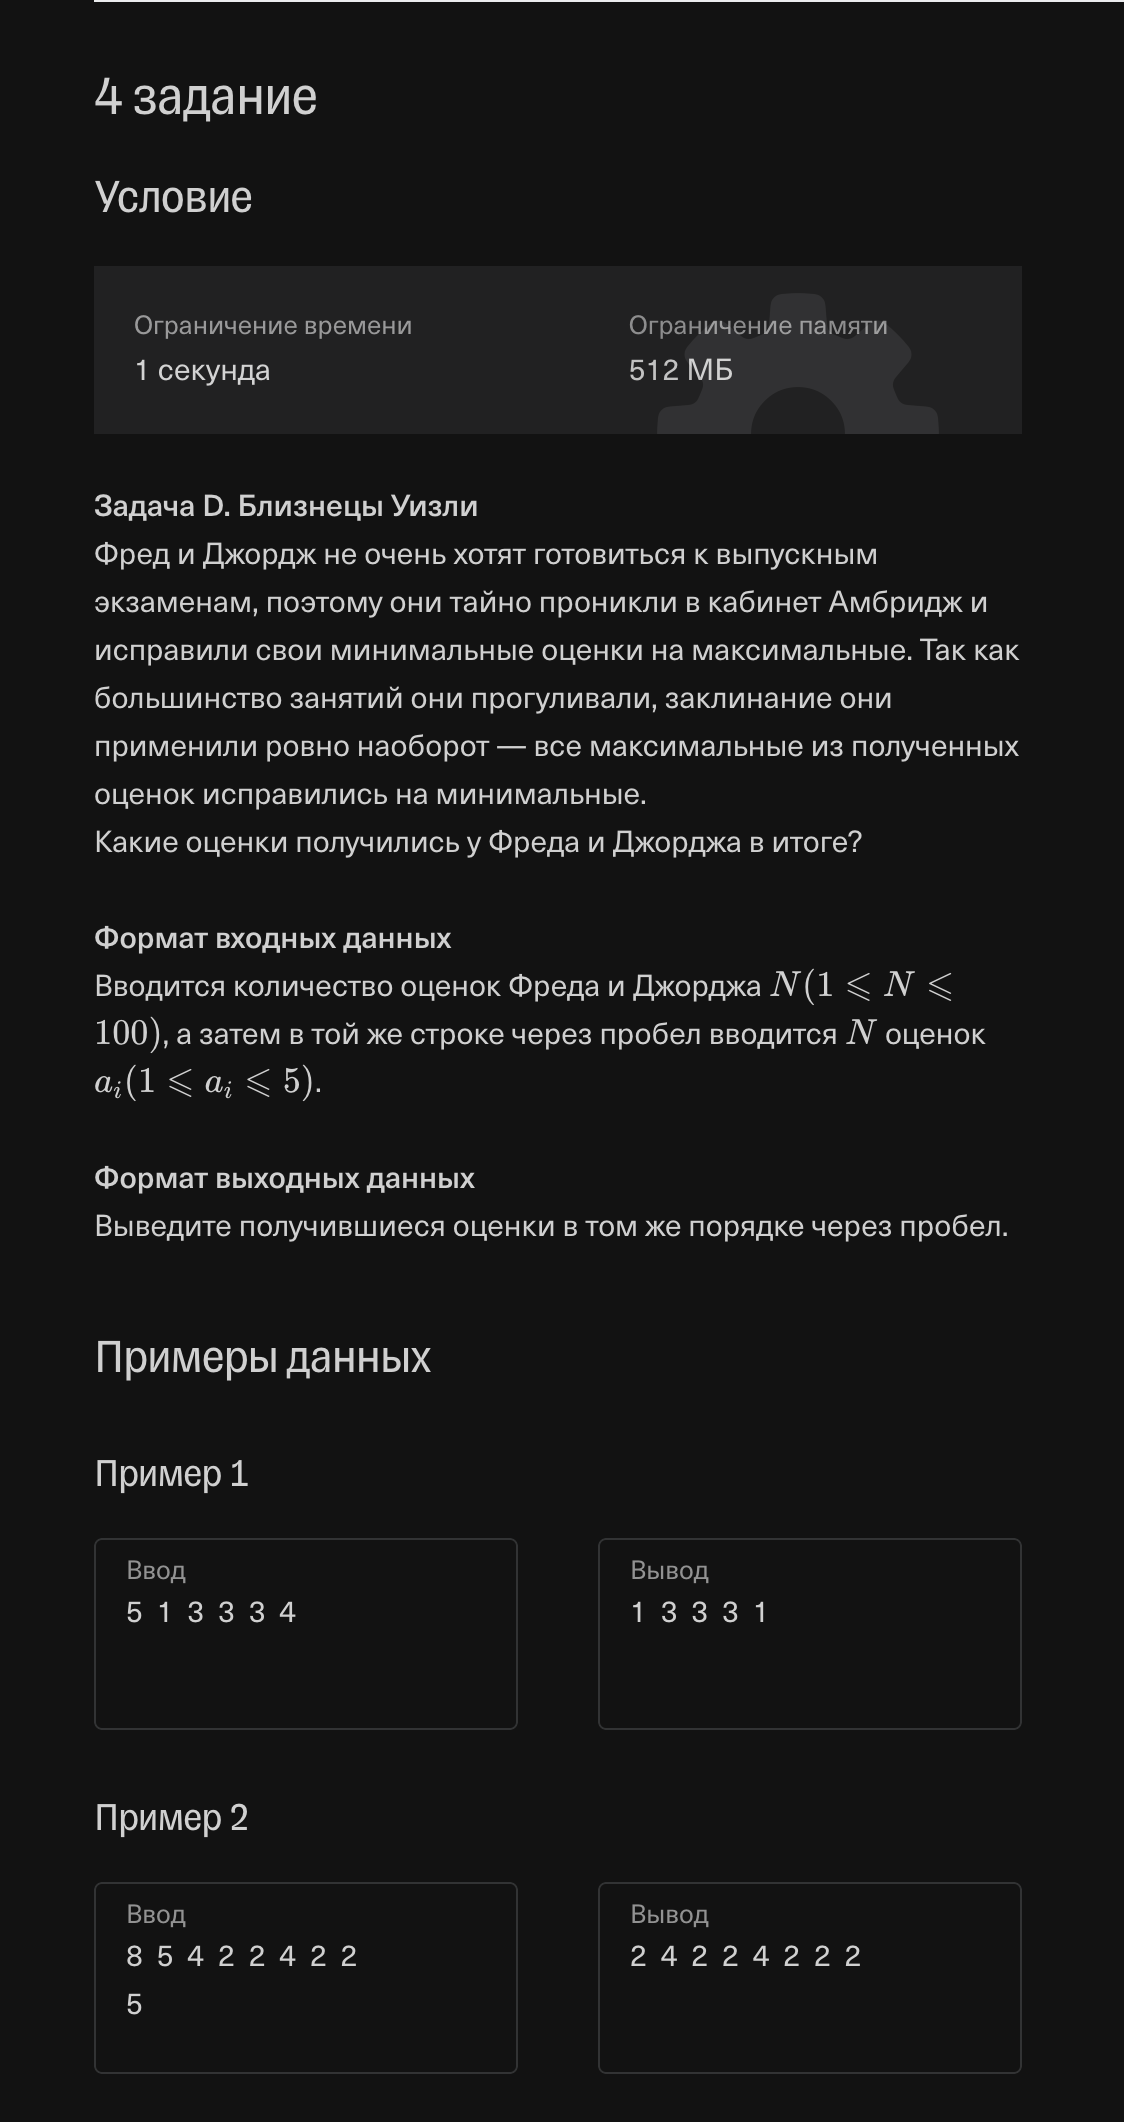 4 задание
Условие
Ограничение времени
1 секунда
Ограничение памяти
512 МБ
Задача D. Близнецы Уизли
Фред и Джордж не очень хотят готовиться к выпускным
экзаменам, поэтому они тайно проникли в кабинет Амбридж и
исправили свои минимальные оценки на максимальные. Так как
большинство занятий они прогуливали, заклинание они
применили ровно наоборот — все максимальные из полученных
оценок исправились на минимальные.
Какие оценки получились у Фреда и Джорджа в итоге?
Формат входных данных
Вводится количество оценок Фреда и Джорджа N(1 ⩽ N ⩽
100), а затем в той же строке через пробел вводится N оценок
aᵢ(1 ⩽ aᵢ ⩽ 5).
Формат выходных данных
Выведите получившиеся оценки в том же порядке через пробел.
Примеры данных
Пример 1
Ввод
5 1 3 3 3 4
Вывод
1 3 3 3 1
Пример 2
Ввод
8 5 4 2 2 4 2 2
5
Вывод
2 4 2 2 4 2 2 2